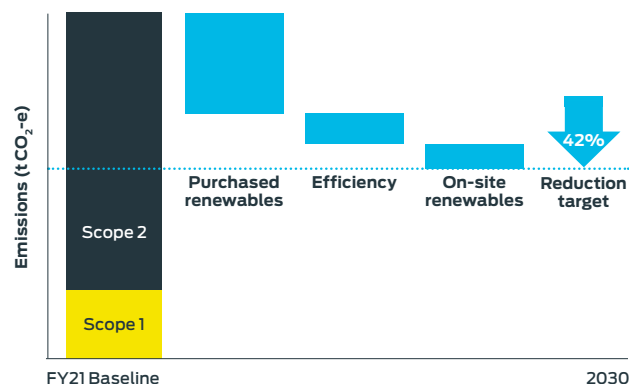 Emissions (t CO₂-e)
Scope 2
Scope 1
Purchased
renewables
Efficiency
On-site
renewables
42%
Reduction
target
FY21 Baseline
2030